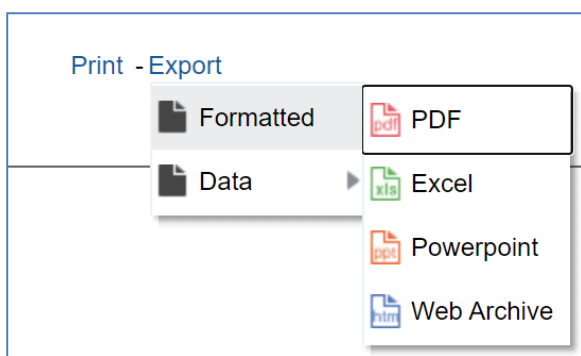 Print - Export
Formatted
Data
pdf PDF
xls Excel
ppt Powerpoint
htm Web Archive